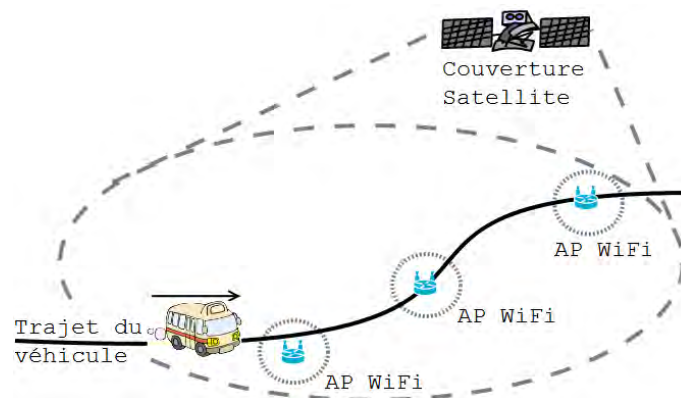 Couverture
Satellite
AP WiFi
AP WiFi
Trajet du
véhicule
AP WiFi